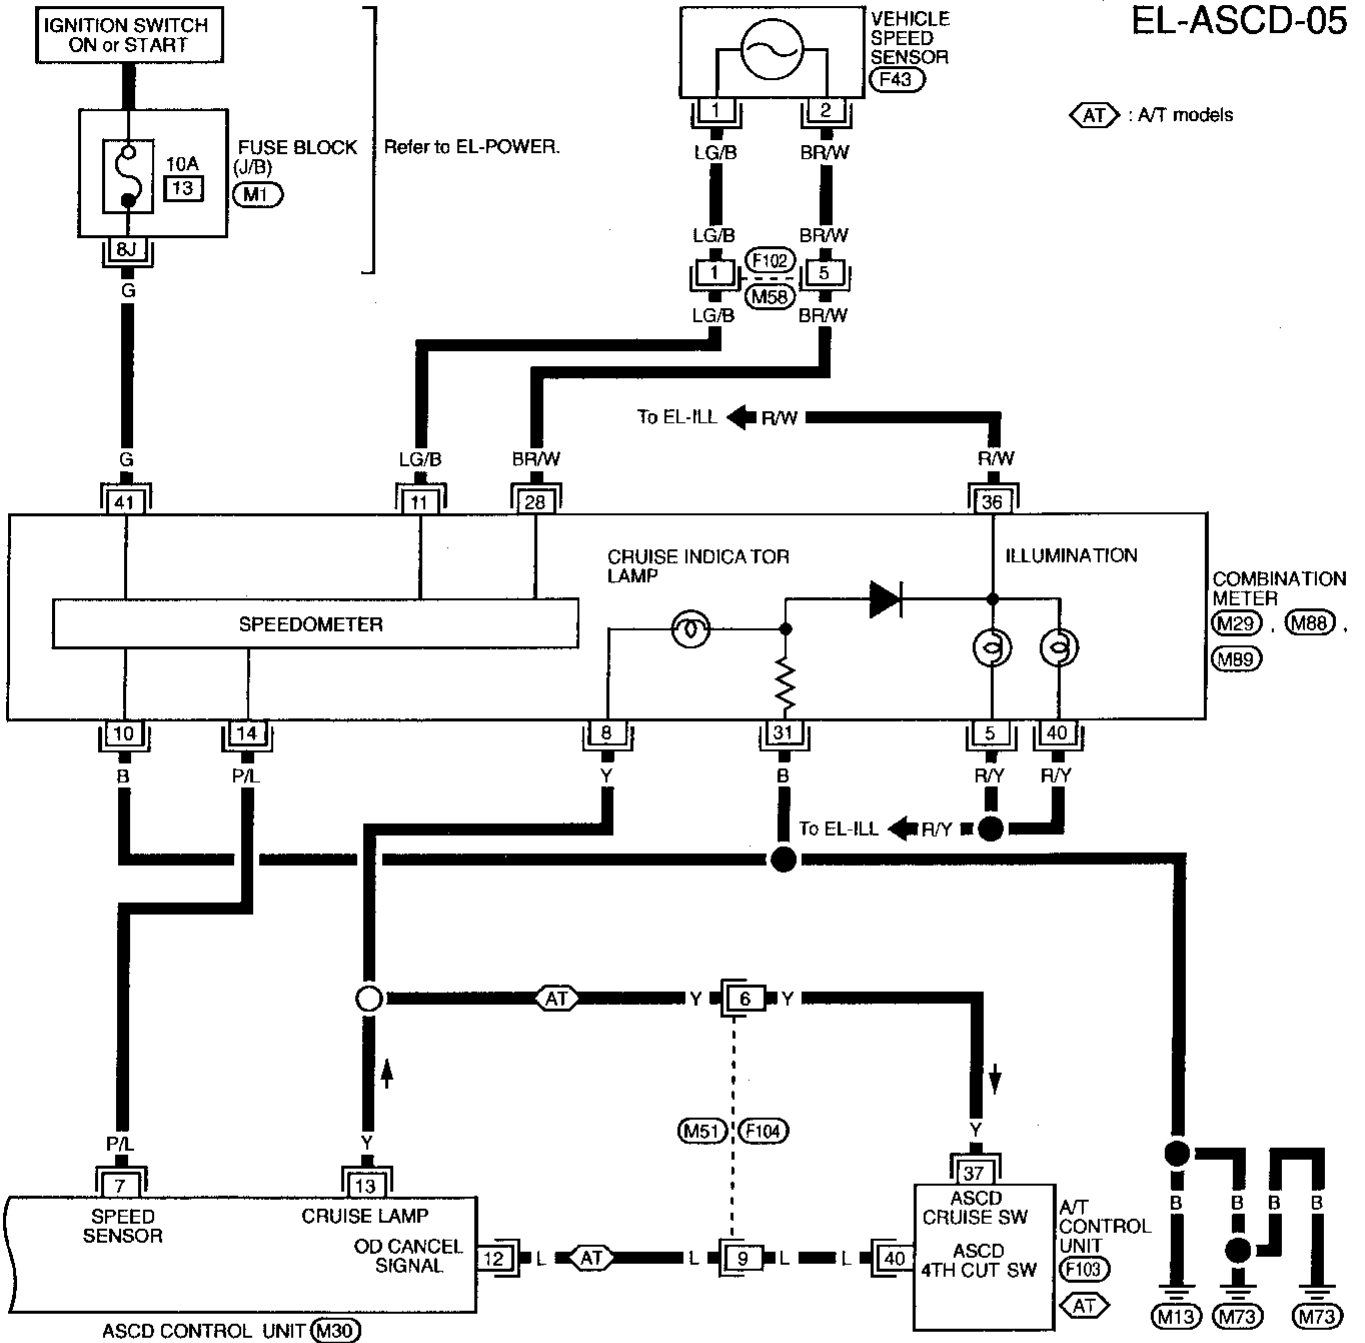 EL-ASCD-05
IGNITION SWITCH
ON or START
VEHICLE
SPEED
SENSOR
F43
AT : A/T models
10A
13
FUSE BLOCK
(J/B)
M1
Refer to EL-POWER.
8J
G
1 2
LG/B BR/W
LG/B BR/W
1 F102 5
M58
LG/B BR/W
To EL-ILL R/W
G LG/B BR/W R/W
41 11 28 36
CRUISE INDICATOR
LAMP
ILLUMINATION
SPEEDOMETER
COMBINATION
METER
M29 , M88 ,
M89
10 14 8 31 5 40
B P/L Y B R/Y R/Y
To EL-ILL R/Y
AT Y 6 Y
M51 F104
P/L Y Y
7 13 37
SPEED
SENSOR
CRUISE LAMP
OD CANCEL
SIGNAL
12 L AT L 9 L L 40
ASCD
CRUISE SW
ASCD
4TH CUT SW
A/T
CONTROL
UNIT
F103
AT
B B B B
M13 M73 M73
ASCD CONTROL UNIT M30